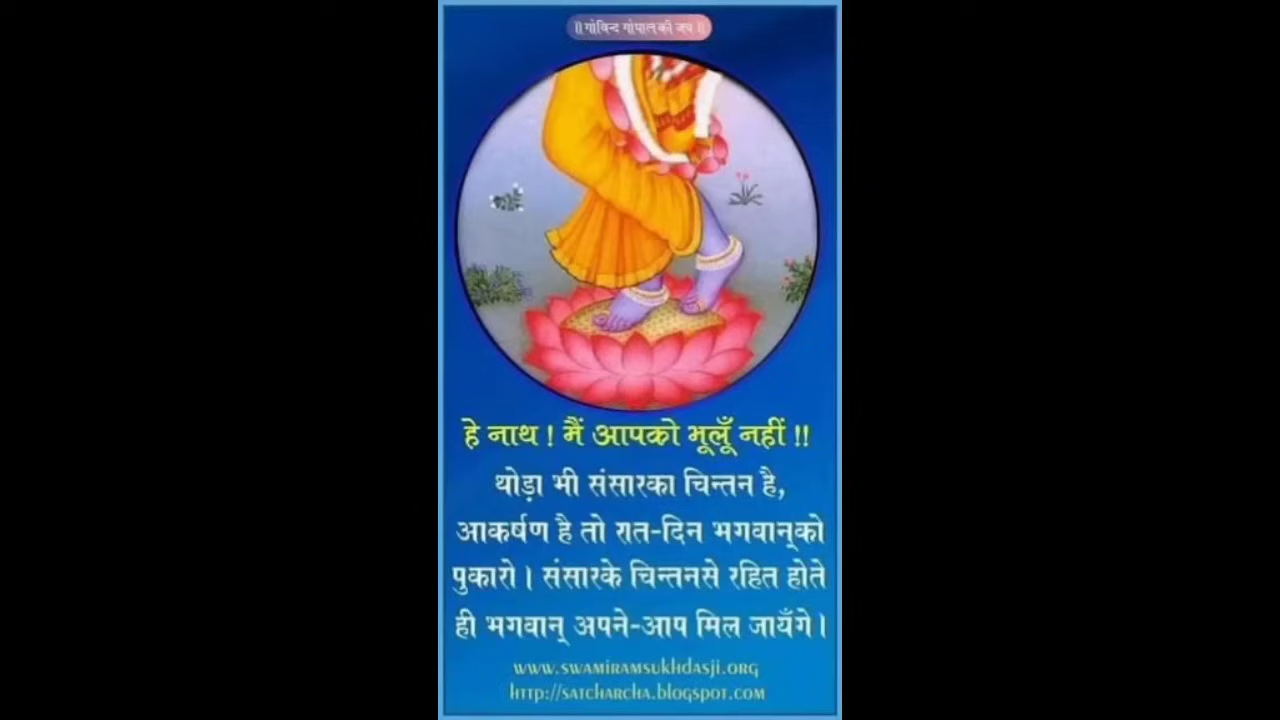 ॥ गोविन्द गोपाल की जय ॥
हे नाथ ! मैं आपको भूलूँ नहीं !!
थोड़ा भी संसारका चिन्तन है,
आकर्षण है तो रात-दिन भगवान्‌को
पुकारो। संसारके चिन्तनसे रहित होते
ही भगवान् अपने-आप मिल जायँगे।
www.swamiramsukhdasji.org
http://satcharcha.blogspot.com